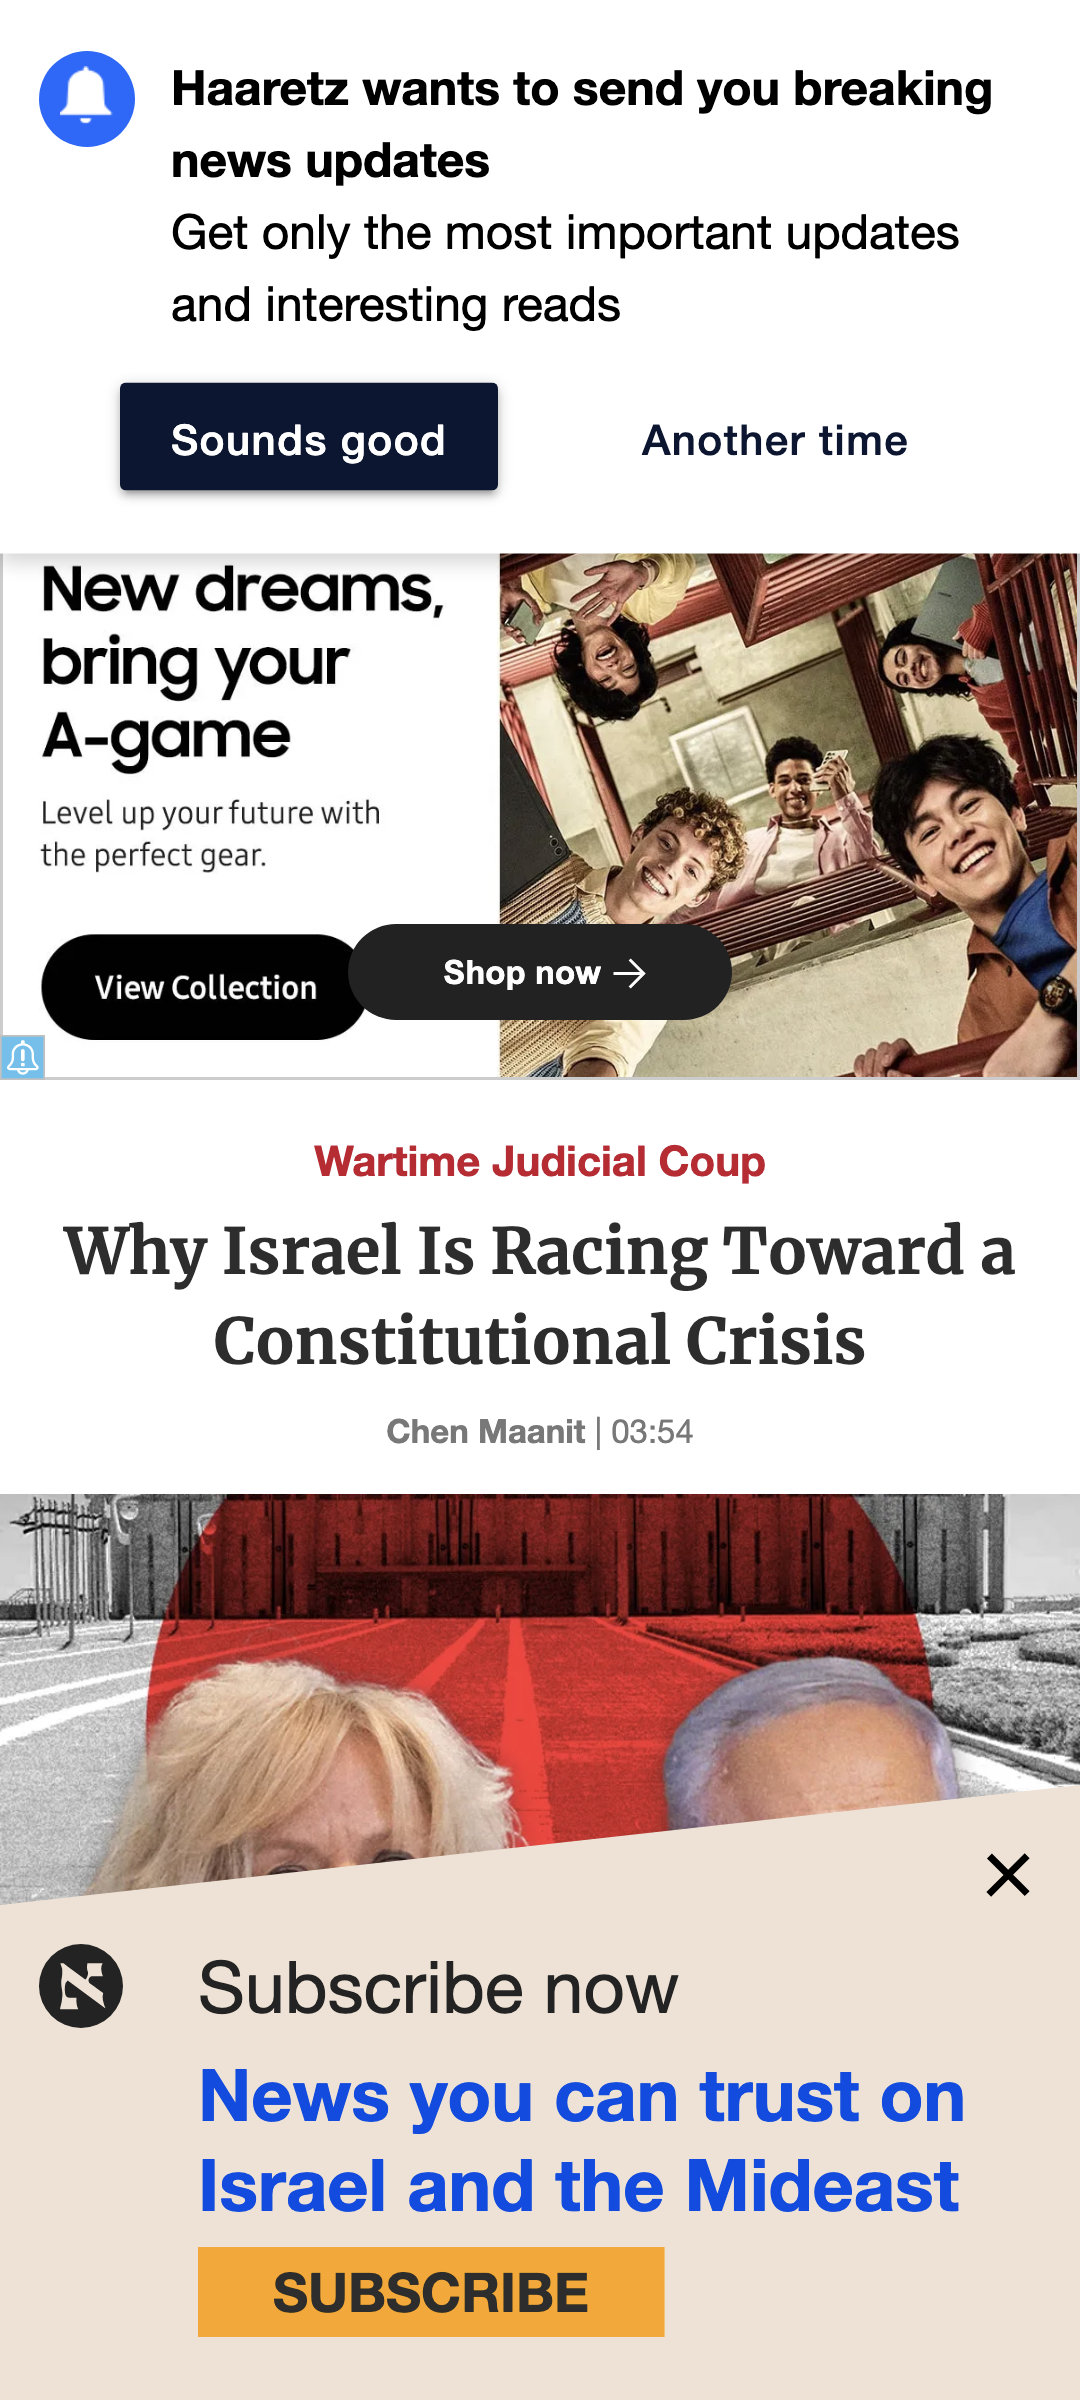 Haaretz wants to send you breaking
news updates
Get only the most important updates
and interesting reads
Sounds good
Another time
New dreams,
bring your
A-game
Level up your future with
the perfect gear.
View Collection
Shop now →
Wartime Judicial Coup
Why Israel Is Racing Toward a
Constitutional Crisis
Chen Maanit | 03:54
Subscribe now
News you can trust on
Israel and the Mideast
SUBSCRIBE